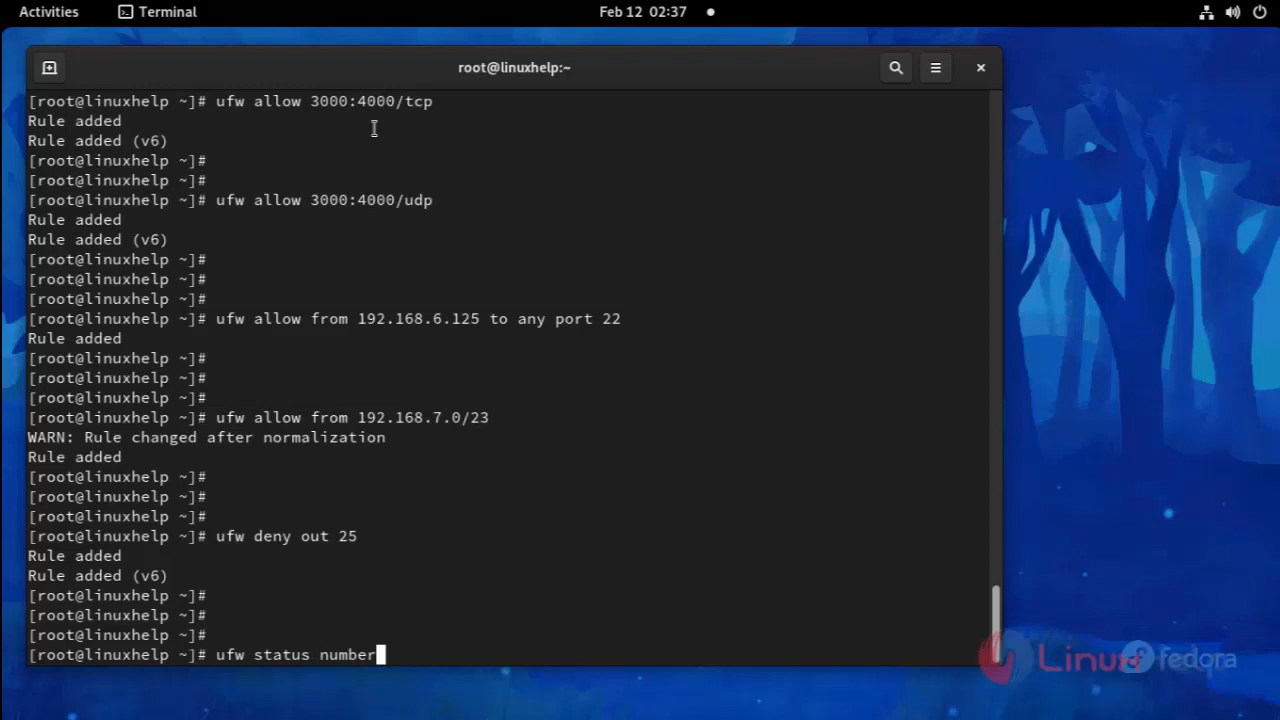 Activities Terminal Feb 12 02:37
root@linuxhelp:~
[root@linuxhelp ~]# ufw allow 3000:4000/tcp
Rule added
Rule added (v6)
[root@linuxhelp ~]#
[root@linuxhelp ~]#
[root@linuxhelp ~]# ufw allow 3000:4000/udp
Rule added
Rule added (v6)
[root@linuxhelp ~]#
[root@linuxhelp ~]#
[root@linuxhelp ~]#
[root@linuxhelp ~]# ufw allow from 192.168.6.125 to any port 22
Rule added
[root@linuxhelp ~]#
[root@linuxhelp ~]#
[root@linuxhelp ~]#
[root@linuxhelp ~]# ufw allow from 192.168.7.0/23
WARN: Rule changed after normalization
Rule added
[root@linuxhelp ~]#
[root@linuxhelp ~]#
[root@linuxhelp ~]#
[root@linuxhelp ~]# ufw deny out 25
Rule added
Rule added (v6)
[root@linuxhelp ~]#
[root@linuxhelp ~]#
[root@linuxhelp ~]#
[root@linuxhelp ~]# ufw status number
fedora